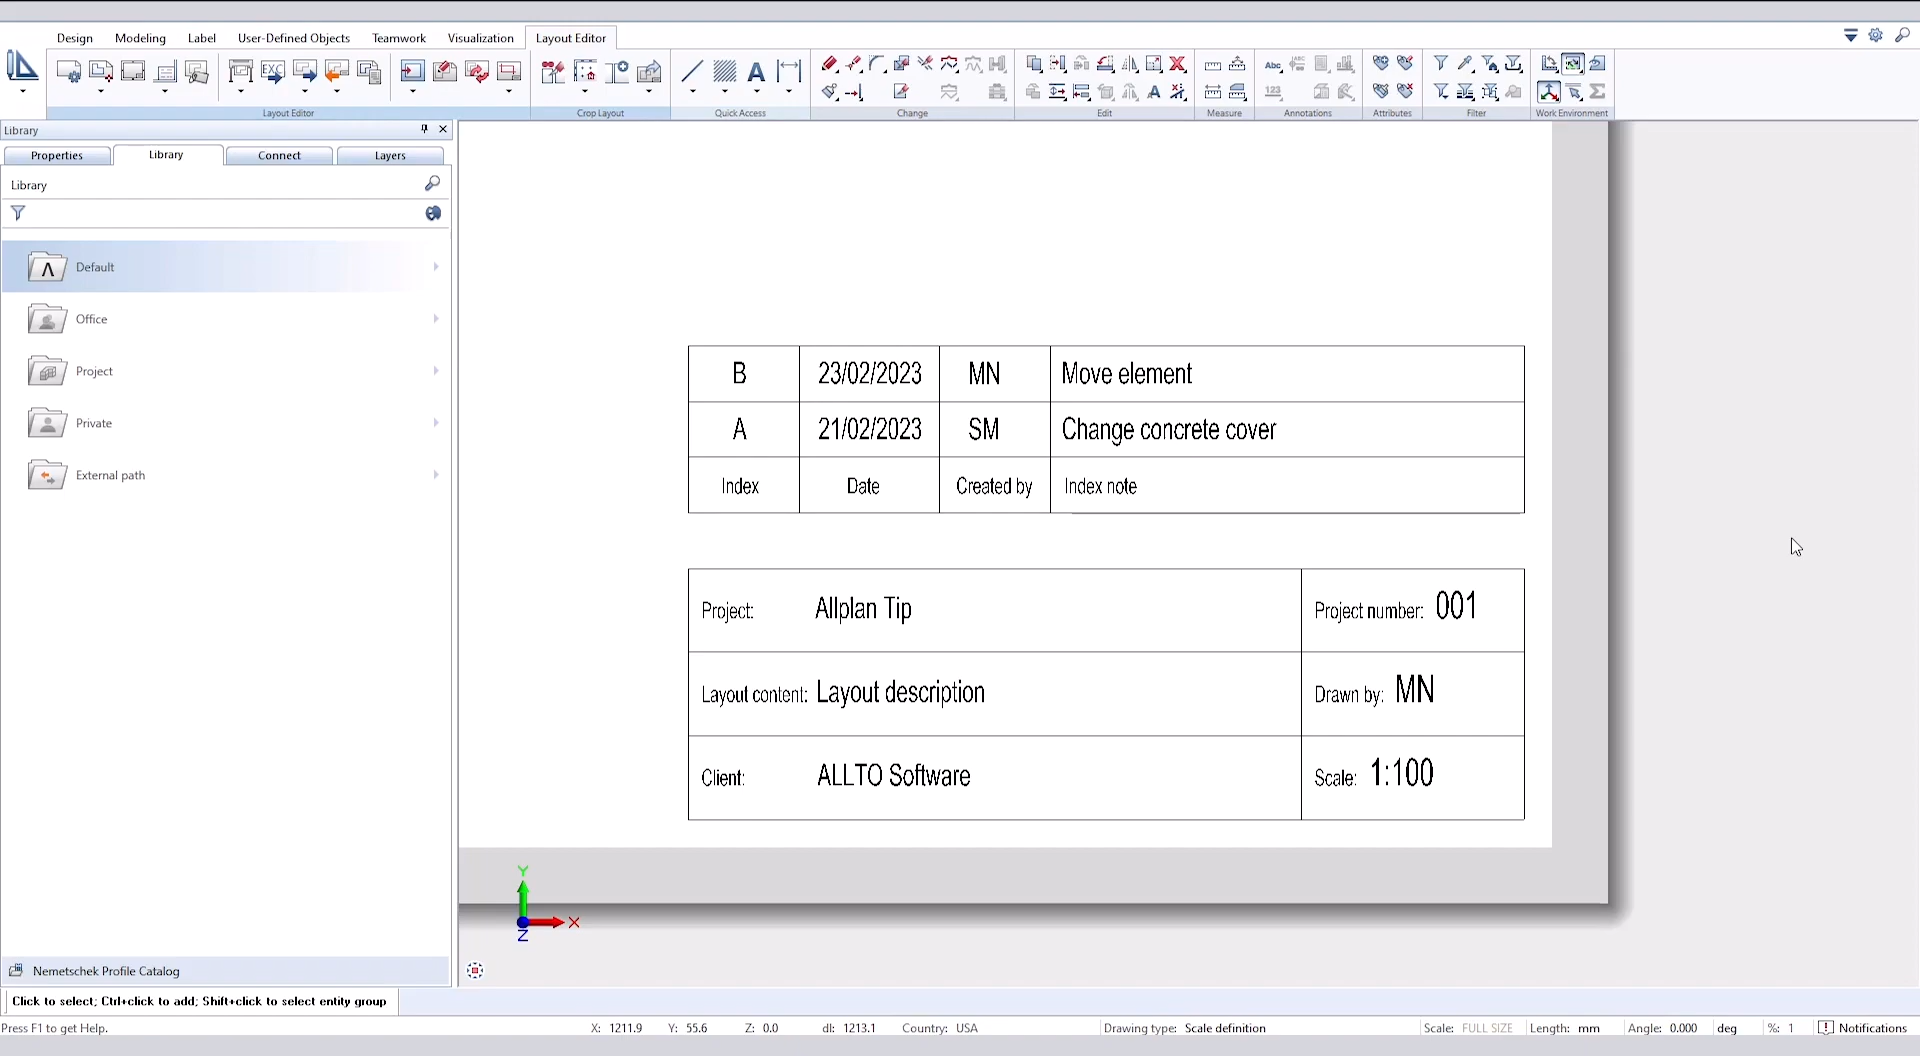 Design Modeling Label User-Defined Objects Teamwork Visualization Layout Editor
EXC A Abc ABC
123 A
Layout Editor Crop Layout Quick Access Change Edit Measure Annotations Attributes Filter Work Environment
Library
Properties Library Connect Layers
Library
Default
Office
Project
Private
External path
B 23/02/2023 MN Move element
A 21/02/2023 SM Change concrete cover
Index Date Created by Index note
Project: Allplan Tip Project number: 001
Layout content: Layout description Drawn by: MN
Client: ALLTO Software Scale: 1:100
Y
X
Z
Nemetschek Profile Catalog
Click to select; Ctrl+click to add; Shift+click to select entity group
Press F1 to get Help. X: 1211.9 Y: 55.6 Z: 0.0 dl: 1213.1 Country: USA Drawing type: Scale definition Scale: FULL SIZE Length: mm Angle: 0.000 deg %: 1 Notifications